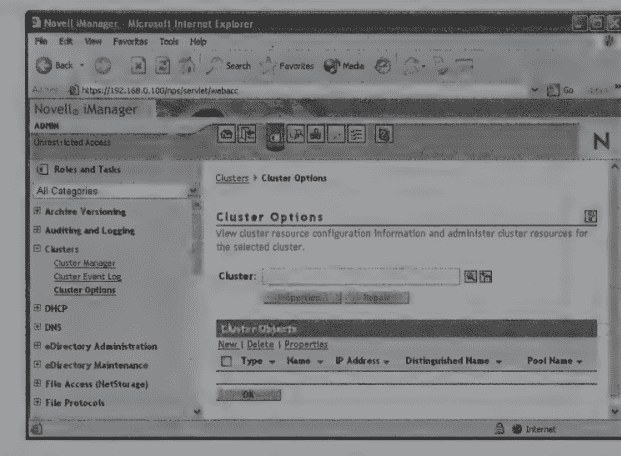 Novell iManager - Microsoft Internet Explorer
File Edit View Favorites Tools Help
Back Search Favorites Media
https://192.168.0.100/nps/servlet/webacc Go
Novell® iManager
ADMIN
Unrestricted Access
N
Roles and Tasks
All Categories
Archive Versioning
Auditing and Logging
Clusters
Cluster Manager
Cluster Event Log
Cluster Options
DHCP
DNS
eDirectory Administration
eDirectory Maintenance
File Access (NetStorage)
File Protocols
Clusters Cluster Options
Cluster Options
View cluster resource configuration information and administer cluster resources for
the selected cluster.
Cluster:
Properties Repair
Cluster Objects
New | Delete | Properties
Type Name IP Address Distinguished Name Pool Name
OK
Internet